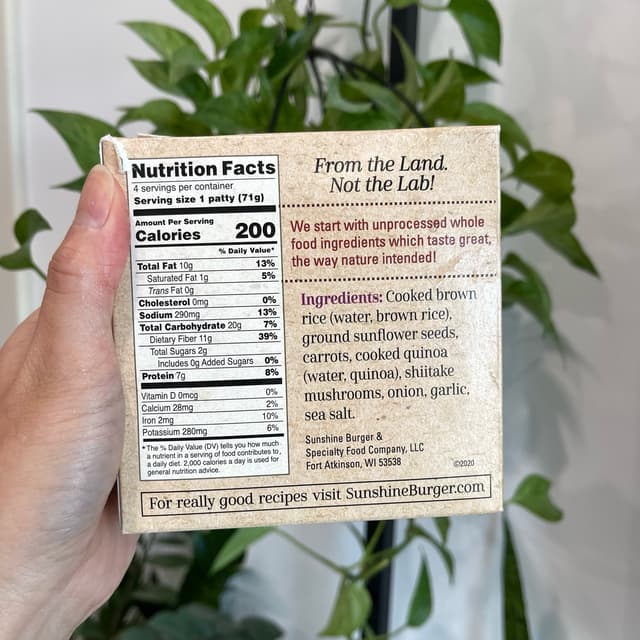 Nutrition Facts
4 servings per container
Serving size 1 patty (71g)
Amount Per Serving
Calories 200
% Daily Value*
Total Fat 10g 13%
Saturated Fat 1g 5%
Trans Fat 0g
Cholesterol 0mg 0%
Sodium 290mg 13%
Total Carbohydrate 20g 7%
Dietary Fiber 11g 39%
Total Sugars 2g
Includes 0g Added Sugars 0%
Protein 7g 8%
Vitamin D 0mcg 0%
Calcium 28mg 2%
Iron 2mg 10%
Potassium 280mg 6%
*The % Daily Value (DV) tells you how much
a nutrient in a serving of food contributes to
a daily diet. 2,000 calories a day is used for
general nutrition advice.
From the Land.
Not the Lab!
We start with unprocessed whole
food ingredients which taste great,
the way nature intended!
Ingredients: Cooked brown
rice (water, brown rice),
ground sunflower seeds,
carrots, cooked quinoa
(water, quinoa), shiitake
mushrooms, onion, garlic,
sea salt.
Sunshine Burger &
Specialty Food Company, LLC
Fort Atkinson, WI 53538 ©2020
For really good recipes visit SunshineBurger.com